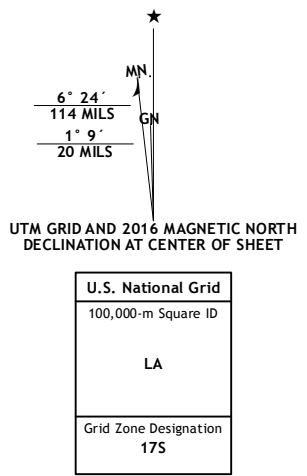 MN
GN
6° 24´
114 MILS
1° 9´
20 MILS
UTM GRID AND 2016 MAGNETIC NORTH
DECLINATION AT CENTER OF SHEET
U.S. National Grid
100,000-m Square ID
LA
Grid Zone Designation
17S